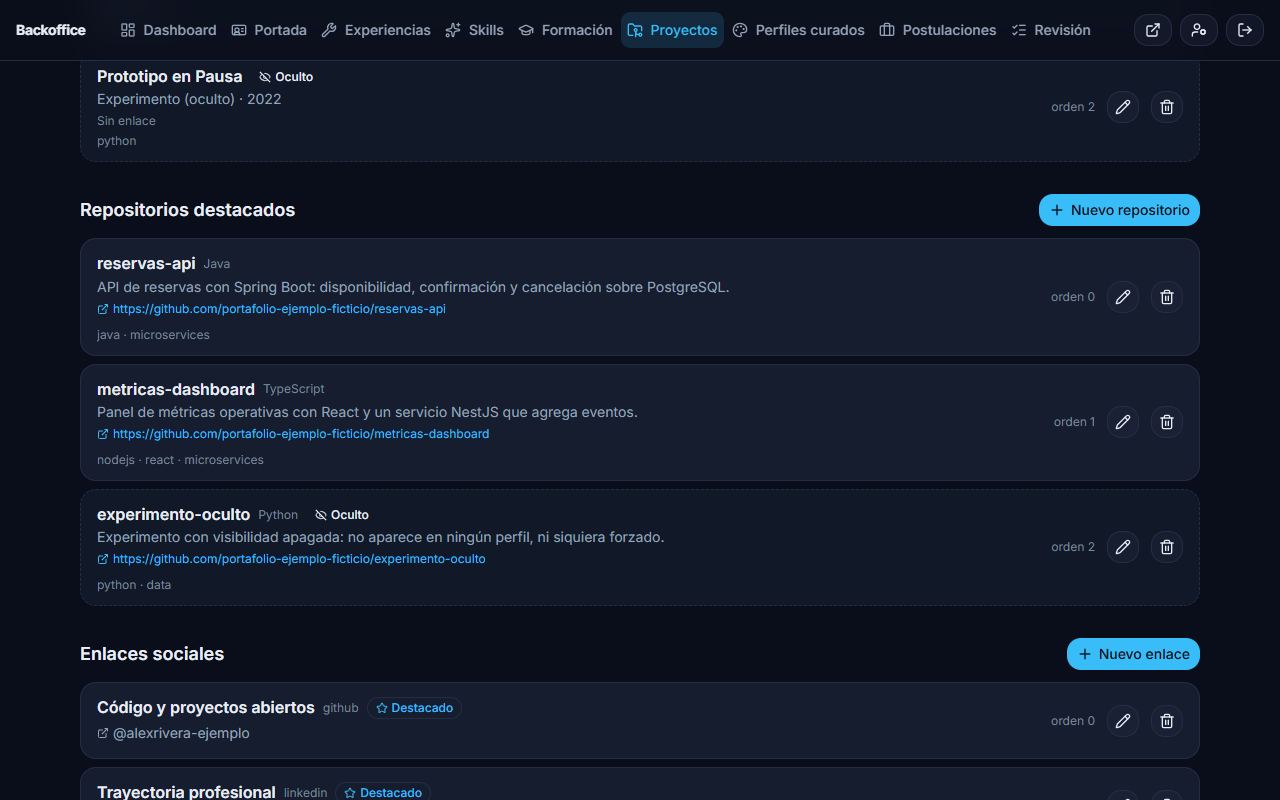 Backoffice Dashboard Portada Experiencias Skills Formación Proyectos Perfiles curados Postulaciones Revisión
Prototipo en Pausa Oculto
Experimento (oculto) · 2022
Sin enlace
python
orden 2
Repositorios destacados
Nuevo repositorio
reservas-api Java
API de reservas con Spring Boot: disponibilidad, confirmación y cancelación sobre PostgreSQL.
https://github.com/portafolio-ejemplo-ficticio/reservas-api
java · microservices
orden 0
metricas-dashboard TypeScript
Panel de métricas operativas con React y un servicio NestJS que agrega eventos.
https://github.com/portafolio-ejemplo-ficticio/metricas-dashboard
nodejs · react · microservices
orden 1
experimento-oculto Python Oculto
Experimento con visibilidad apagada: no aparece en ningún perfil, ni siquiera forzado.
https://github.com/portafolio-ejemplo-ficticio/experimento-oculto
python · data
orden 2
Enlaces sociales
Nuevo enlace
Código y proyectos abiertos github Destacado
@alexrivera-ejemplo
orden 0
Trayectoria profesional linkedin Destacado